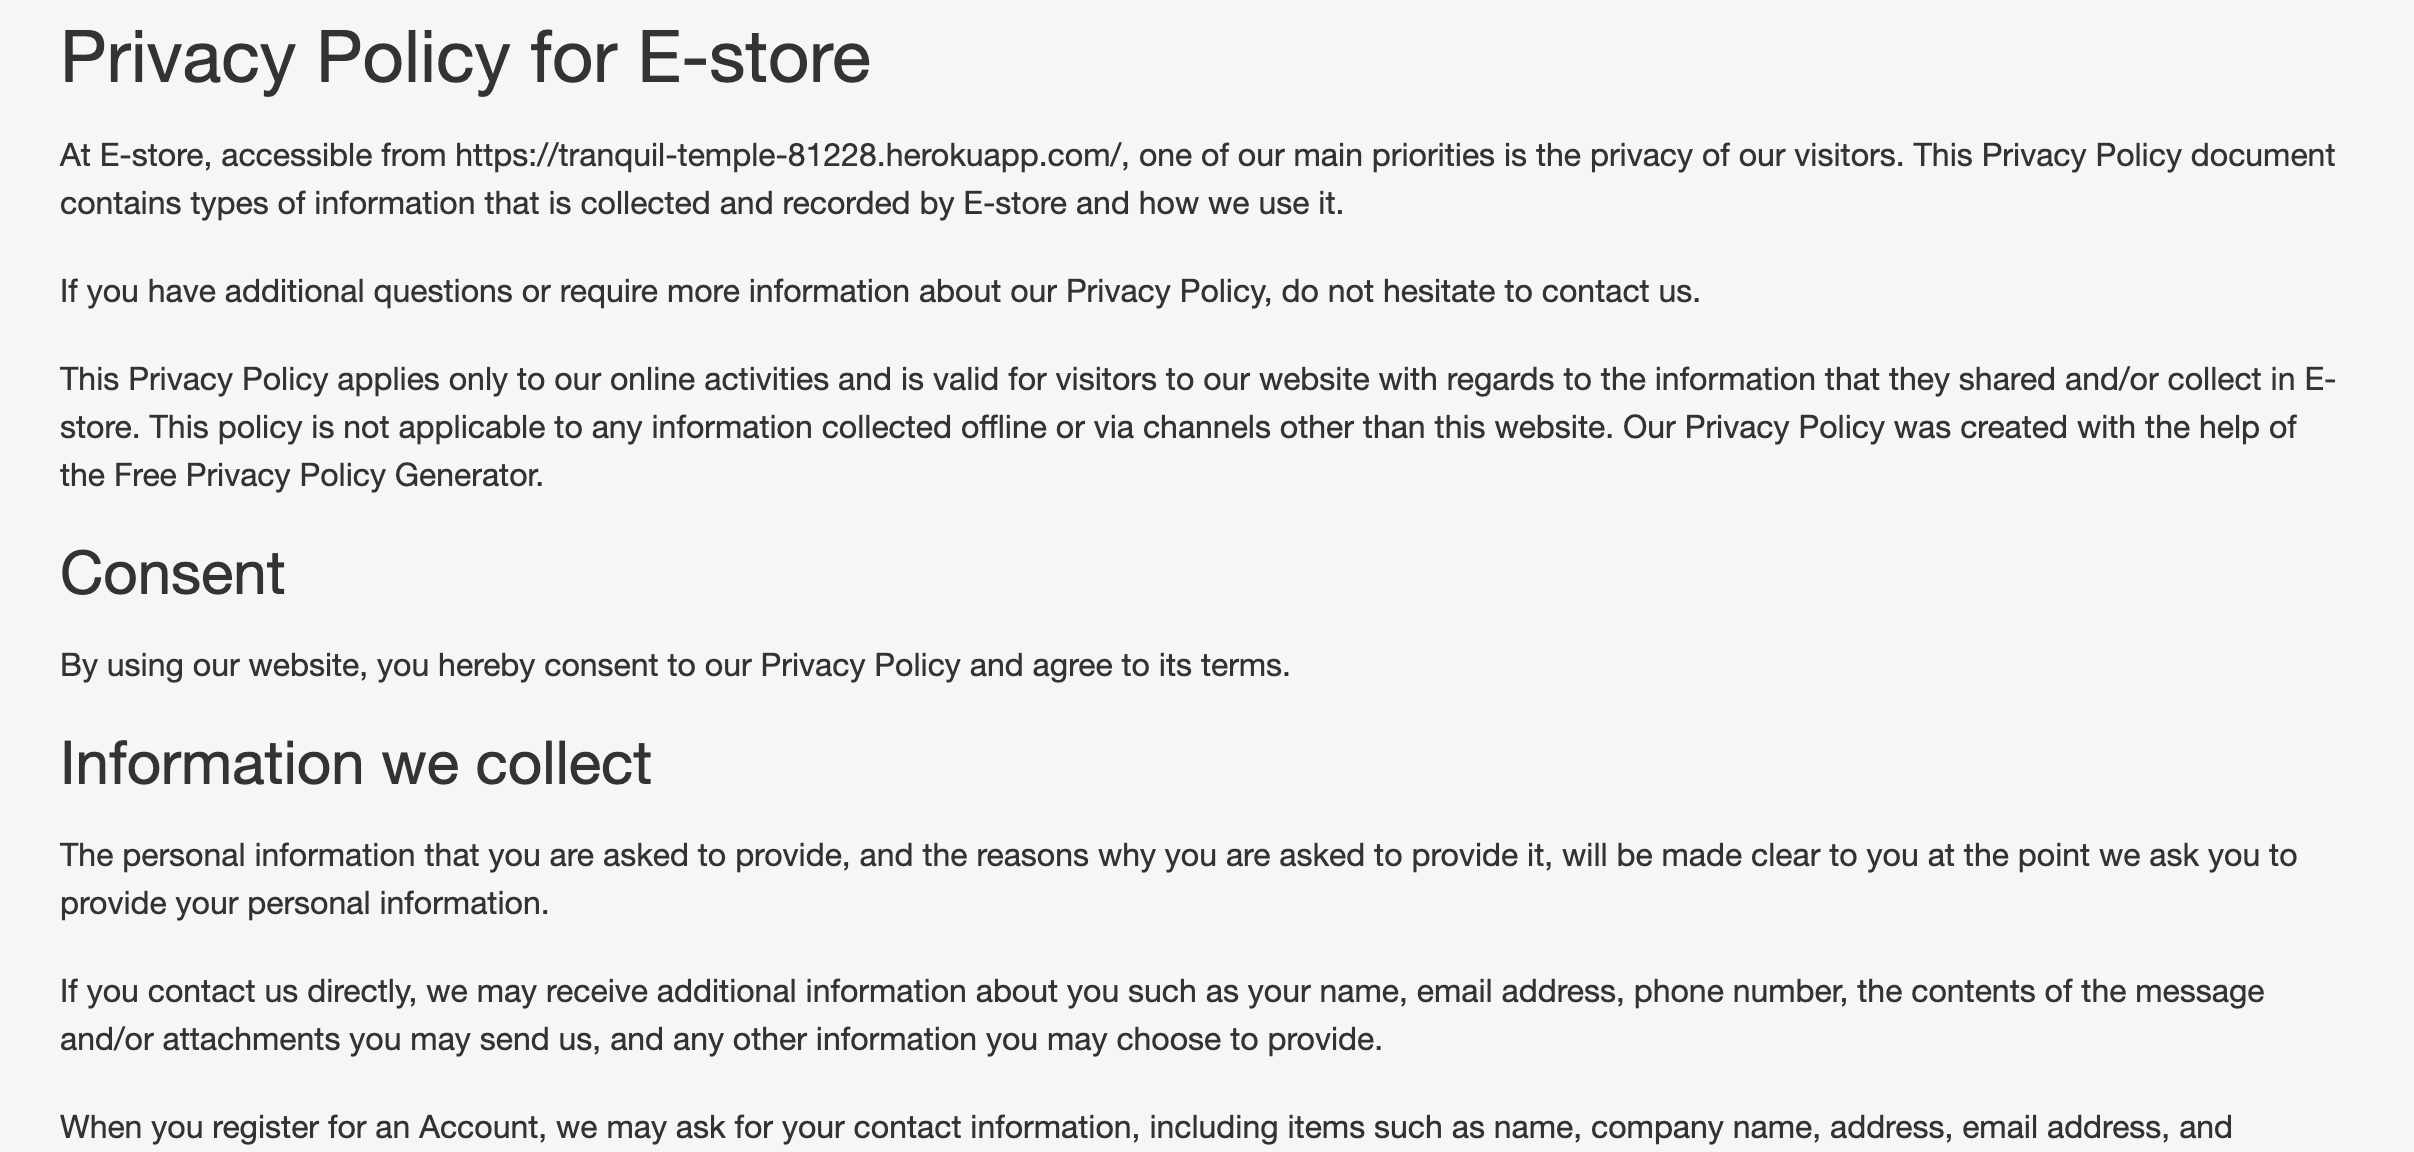 Privacy Policy for E-store
At E-store, accessible from https://tranquil-temple-81228.herokuapp.com/, one of our main priorities is the privacy of our visitors. This Privacy Policy document
contains types of information that is collected and recorded by E-store and how we use it.
If you have additional questions or require more information about our Privacy Policy, do not hesitate to contact us.
This Privacy Policy applies only to our online activities and is valid for visitors to our website with regards to the information that they shared and/or collect in E-
store. This policy is not applicable to any information collected offline or via channels other than this website. Our Privacy Policy was created with the help of
the Free Privacy Policy Generator.
Consent
By using our website, you hereby consent to our Privacy Policy and agree to its terms.
Information we collect
The personal information that you are asked to provide, and the reasons why you are asked to provide it, will be made clear to you at the point we ask you to
provide your personal information.
If you contact us directly, we may receive additional information about you such as your name, email address, phone number, the contents of the message
and/or attachments you may send us, and any other information you may choose to provide.
When you register for an Account, we may ask for your contact information, including items such as name, company name, address, email address, and